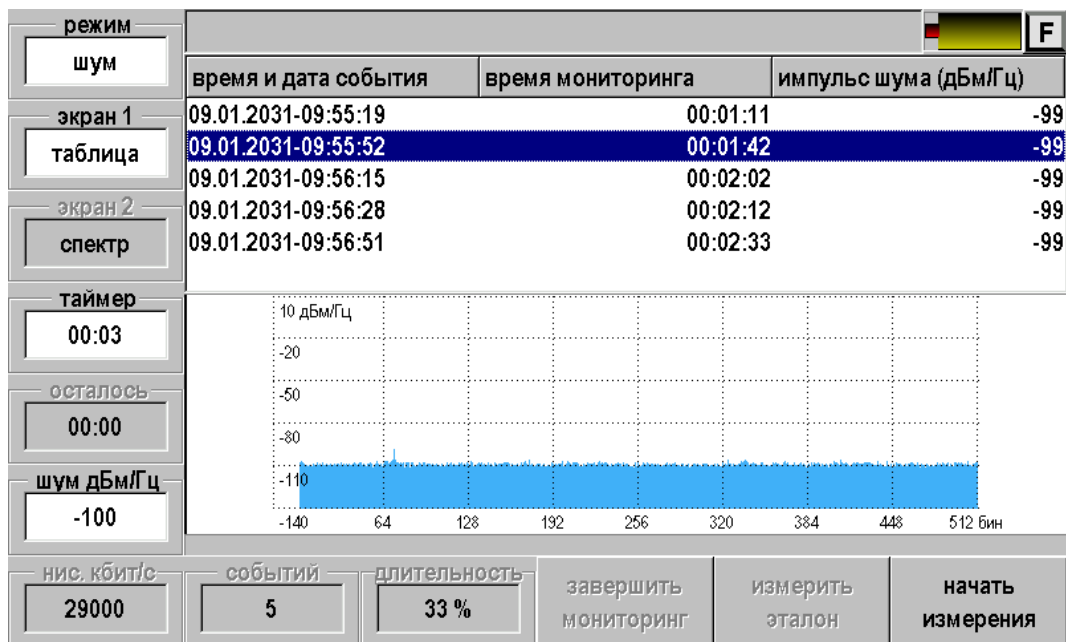 режим
шум
F
время и дата события время мониторинга импульс шума (дБм/Гц)
09.01.2031-09:55:19 00:01:11 -99
09.01.2031-09:55:52 00:01:42 -99
09.01.2031-09:56:15 00:02:02 -99
09.01.2031-09:56:28 00:02:12 -99
09.01.2031-09:56:51 00:02:33 -99
экран 1
таблица
экран 2
спектр
таймер
00:03
осталось
00:00
шум дБм/Гц
-100
10 дБм/Гц
-20
-50
-80
-110
-140 64 128 192 256 320 384 448 512 бин
нис. кбит/с
29000
событий
5
длительность
33 %
завершить
мониторинг
измерить
эталон
начать
измерения